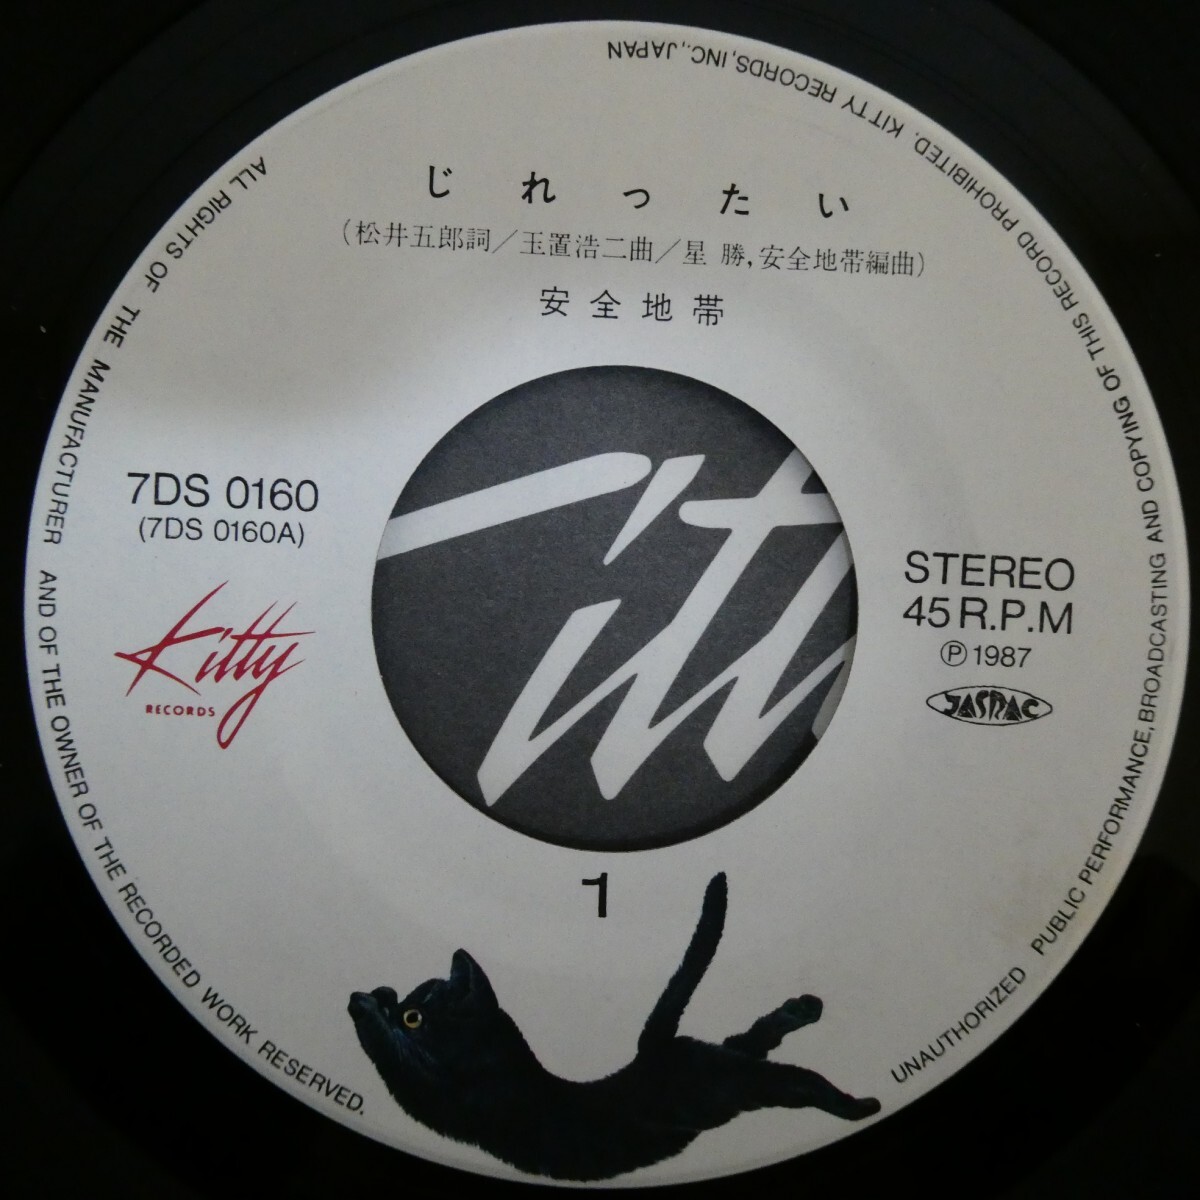 じれったい
(松井五郎詞/玉置浩二曲/星 勝,安全地帯編曲)
安全地帯
7DS 0160
(7DS 0160A)
Kitty
RECORDS
STEREO
45 R.P.M
Ⓟ 1987
JASRAC
1
ALL RIGHTS OF THE MANUFACTURER AND OF THE OWNER OF THE RECORDED WORK RESERVED.
UNAUTHORIZED PUBLIC PERFORMANCE, BROADCASTING AND COPYING OF THIS RECORD PROHIBITED. KITTY RECORDS, INC., JAPAN